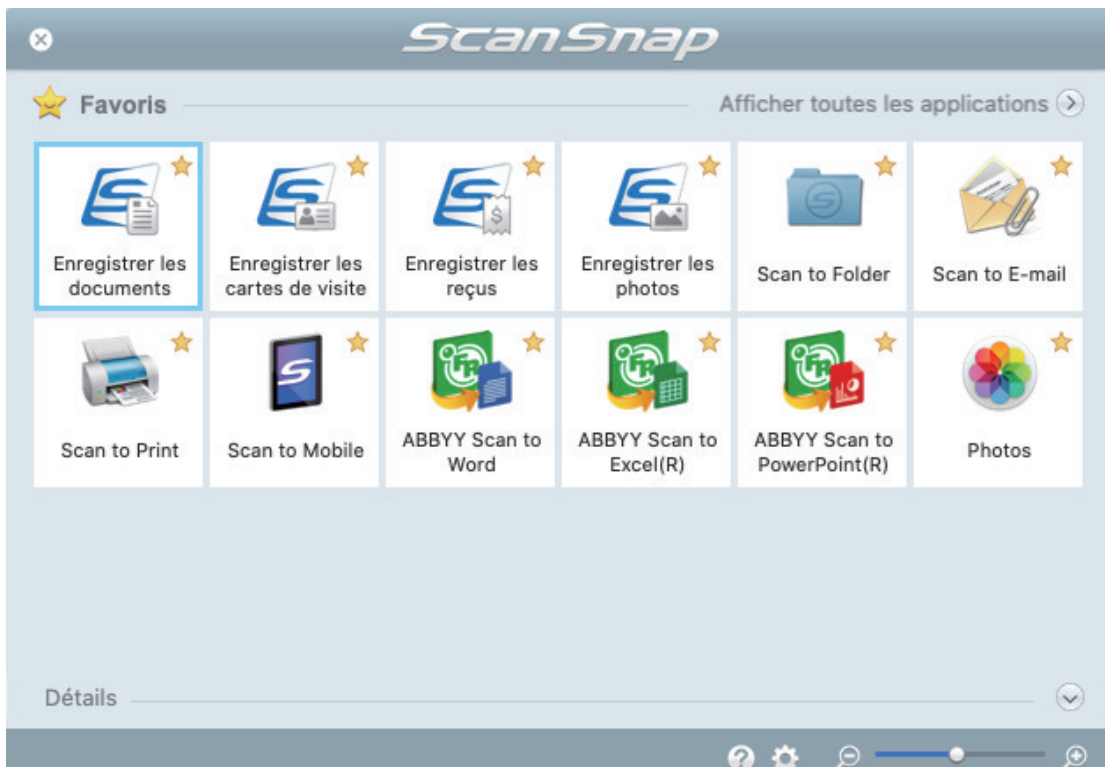 ScanSnap
Favoris
Afficher toutes les applications
Enregistrer les
documents
Enregistrer les
cartes de visite
Enregistrer les
reçus
Enregistrer les
photos
Scan to Folder
Scan to E-mail
Scan to Print
Scan to Mobile
ABBYY Scan to
Word
ABBYY Scan to
Excel(R)
ABBYY Scan to
PowerPoint(R)
Photos
Détails